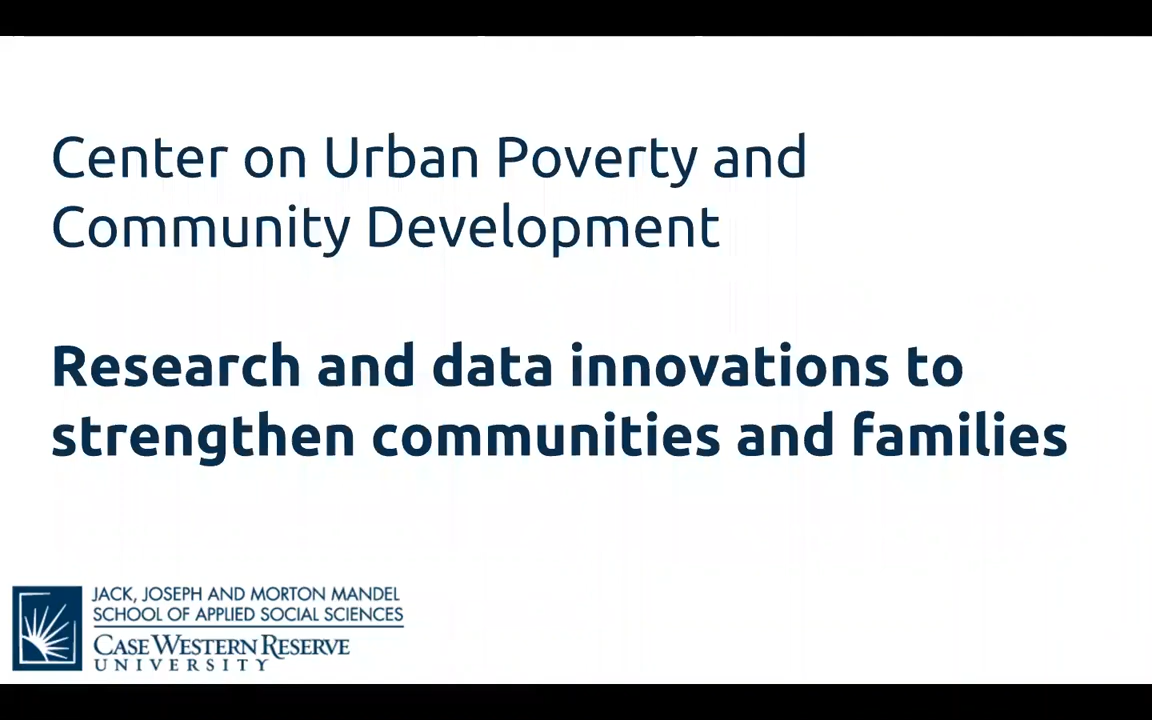 Center on Urban Poverty and
Community Development
Research and data innovations to
strengthen communities and families
JACK, JOSEPH AND MORTON MANDEL
SCHOOL OF APPLIED SOCIAL SCIENCES
CASE WESTERN RESERVE
UNIVERSITY